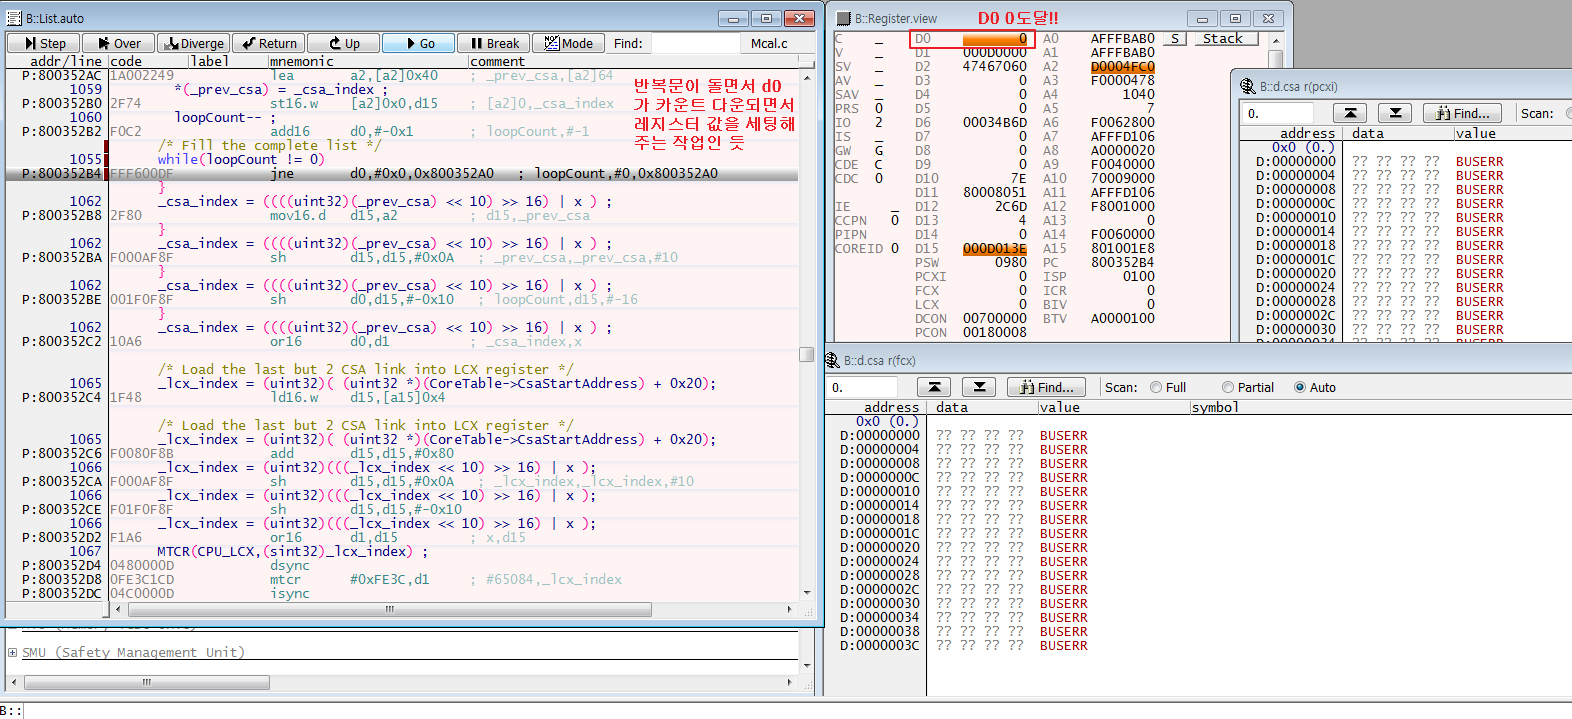 B::List.auto
Step Over Diverge Return Up Go Break Mode Find: Mcal.c
addr/line code label mnemonic comment
P:800352AC 1A002249 lea a2,[a2]0x40 ; _prev_csa,[a2]64
1059 *(_prev_csa) = _csa_index ;
P:800352B0 2F74 st16.w [a2]0x0,d15 ; [a2]0,_csa_index
1060 loopCount-- ;
P:800352B2 F0C2 add16 d0,#-0x1 ; loopCount,#-1
/* Fill the complete list */
1055 while(loopCount != 0)
P:800352B4 FFF600DF jne d0,#0x0,0x800352A0 ; loopCount,#0,0x800352A0
}
1062 _csa_index = ((((uint32)(_prev_csa) << 10) >> 16) | x ) ;
P:800352B8 2F80 mov16.d d15,a2 ; d15,_prev_csa
}
1062 _csa_index = ((((uint32)(_prev_csa) << 10) >> 16) | x ) ;
P:800352BA F000AF8F sh d15,d15,#0x0A ; _prev_csa,_prev_csa,#10
}
1062 _csa_index = ((((uint32)(_prev_csa) << 10) >> 16) | x ) ;
P:800352BE 001F0F8F sh d0,d15,#-0x10 ; loopCount,d15,#-16
}
1062 _csa_index = ((((uint32)(_prev_csa) << 10) >> 16) | x ) ;
P:800352C2 10A6 or16 d0,d1 ; _csa_index,x
/* Load the last but 2 CSA link into LCX register */
1065 _lcx_index = (uint32)( (uint32 *)(CoreTable->CsaStartAddress) + 0x20);
P:800352C4 1F48 ld16.w d15,[a15]0x4
/* Load the last but 2 CSA link into LCX register */
1065 _lcx_index = (uint32)( (uint32 *)(CoreTable->CsaStartAddress) + 0x20);
P:800352C6 F0080F8B add d15,d15,#0x80
1066 _lcx_index = (uint32)(((_lcx_index << 10) >> 16) | x );
P:800352CA F000AF8F sh d15,d15,#0x0A ; _lcx_index,_lcx_index,#10
1066 _lcx_index = (uint32)(((_lcx_index << 10) >> 16) | x );
P:800352CE F01F0F8F sh d15,d15,#-0x10
1066 _lcx_index = (uint32)(((_lcx_index << 10) >> 16) | x );
P:800352D2 F1A6 or16 d1,d15 ; x,d15
1067 MTCR(CPU_LCX,(sint32)_lcx_index) ;
P:800352D4 0480000D dsync
P:800352D8 0FE3C1CD mtcr #0xFE3C,d1 ; #65084,_lcx_index
P:800352DC 04C0000D isync
반복문이 돌면서 d0
가 카운트 다운되면서
레지스터 값을 세팅해
주는 작업인 듯
SMU (Safety Management Unit)
B::
B::Register.view
D0 0도달!!
C _ D0 0 A0 AFFFBAB0 S Stack
V _ D1 000D0000 A1 AFFFBAB0
SV _ D2 47467060 A2 D0004FC0
AV _ D3 0 A3 F0000478
SAV _ D4 0 A4 1040
PRS 0 D5 0 A5 7
IO 2 D6 00034B6D A6 F0062800
IS _ D7 0 A7 AFFFD106
GW G D8 0 A8 A0000020
CDE C D9 0 A9 F0040000
CDC 0 D10 7E A10 70009000
D11 80008051 A11 AFFFD106
IE _ D12 2C6D A12 F8001000
CCPN 0 D13 4 A13 0
PIPN D14 0 A14 F0060000
COREID 0 D15 000D013E A15 801001E8
PSW 0980 PC 800352B4
PCXI 0 ISP 0100
FCX 0 ICR 0
LCX 0 BIV 0
DCON 00700000 BTV A0000100
PCON 00180008
B::d.csa r(pcxi)
0. Find... Scan:
address data value
0x0 (0.)
D:00000000 ?? ?? ?? ?? BUSERR
D:00000004 ?? ?? ?? ?? BUSERR
D:00000008 ?? ?? ?? ?? BUSERR
D:0000000C ?? ?? ?? ?? BUSERR
D:00000010 ?? ?? ?? ?? BUSERR
D:00000014 ?? ?? ?? ?? BUSERR
D:00000018 ?? ?? ?? ?? BUSERR
D:0000001C ?? ?? ?? ?? BUSERR
D:00000020 ?? ?? ?? ?? BUSERR
D:00000024 ?? ?? ?? ?? BUSERR
D:00000028 ?? ?? ?? ?? BUSERR
D:0000002C ?? ?? ?? ?? BUSERR
D:00000030 ?? ?? ?? ?? BUSERR
D:00000034 ?? ?? ?? ?? BUSERR
B::d.csa r(fcx)
0. Find... Scan: Full Partial Auto
address data value symbol
0x0 (0.)
D:00000000 ?? ?? ?? ?? BUSERR
D:00000004 ?? ?? ?? ?? BUSERR
D:00000008 ?? ?? ?? ?? BUSERR
D:0000000C ?? ?? ?? ?? BUSERR
D:00000010 ?? ?? ?? ?? BUSERR
D:00000014 ?? ?? ?? ?? BUSERR
D:00000018 ?? ?? ?? ?? BUSERR
D:0000001C ?? ?? ?? ?? BUSERR
D:00000020 ?? ?? ?? ?? BUSERR
D:00000024 ?? ?? ?? ?? BUSERR
D:00000028 ?? ?? ?? ?? BUSERR
D:0000002C ?? ?? ?? ?? BUSERR
D:00000030 ?? ?? ?? ?? BUSERR
D:00000034 ?? ?? ?? ?? BUSERR
D:00000038 ?? ?? ?? ?? BUSERR
D:0000003C ?? ?? ?? ?? BUSERR